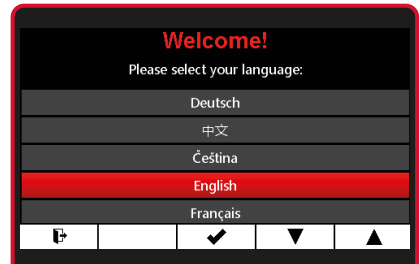 Welcome!
Please select your language:
Deutsch
中文
Čeština
English
Français